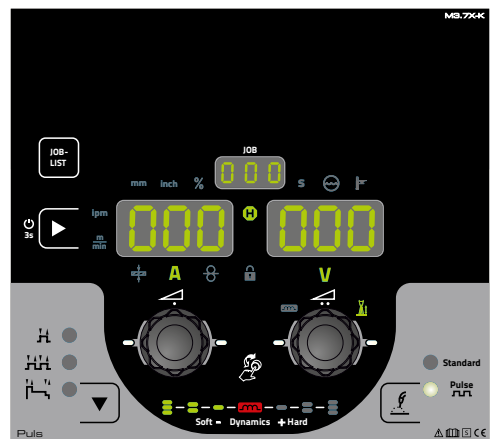 M3.7X-K
JOB-
LIST
JOB
000
mm inch % s
ipm
m
min
3s
000 H 000
A V
Standard
Pulse
Soft - Dynamics + Hard
Puls
S CE